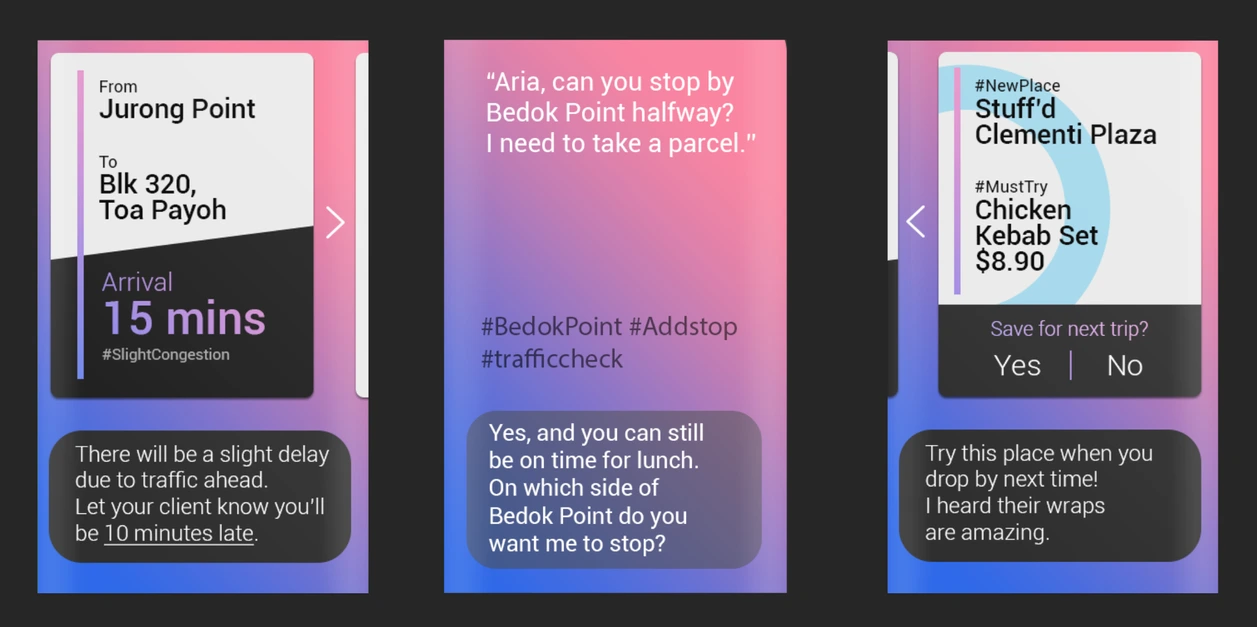 From
Jurong Point
To
Blk 320,
Toa Payoh
Arrival
15 mins
#SlightCongestion
There will be a slight delay
due to traffic ahead.
Let your client know you'll
be 10 minutes late.
“Aria, can you stop by
Bedok Point halfway?
I need to take a parcel.”
#BedokPoint #Addstop
#trafficcheck
Yes, and you can still
be on time for lunch.
On which side of
Bedok Point do you
want me to stop?
#NewPlace
Stuff'd
Clementi Plaza
#MustTry
Chicken
Kebab Set
$8.90
Save for next trip?
Yes | No
Try this place when you
drop by next time!
I heard their wraps
are amazing.